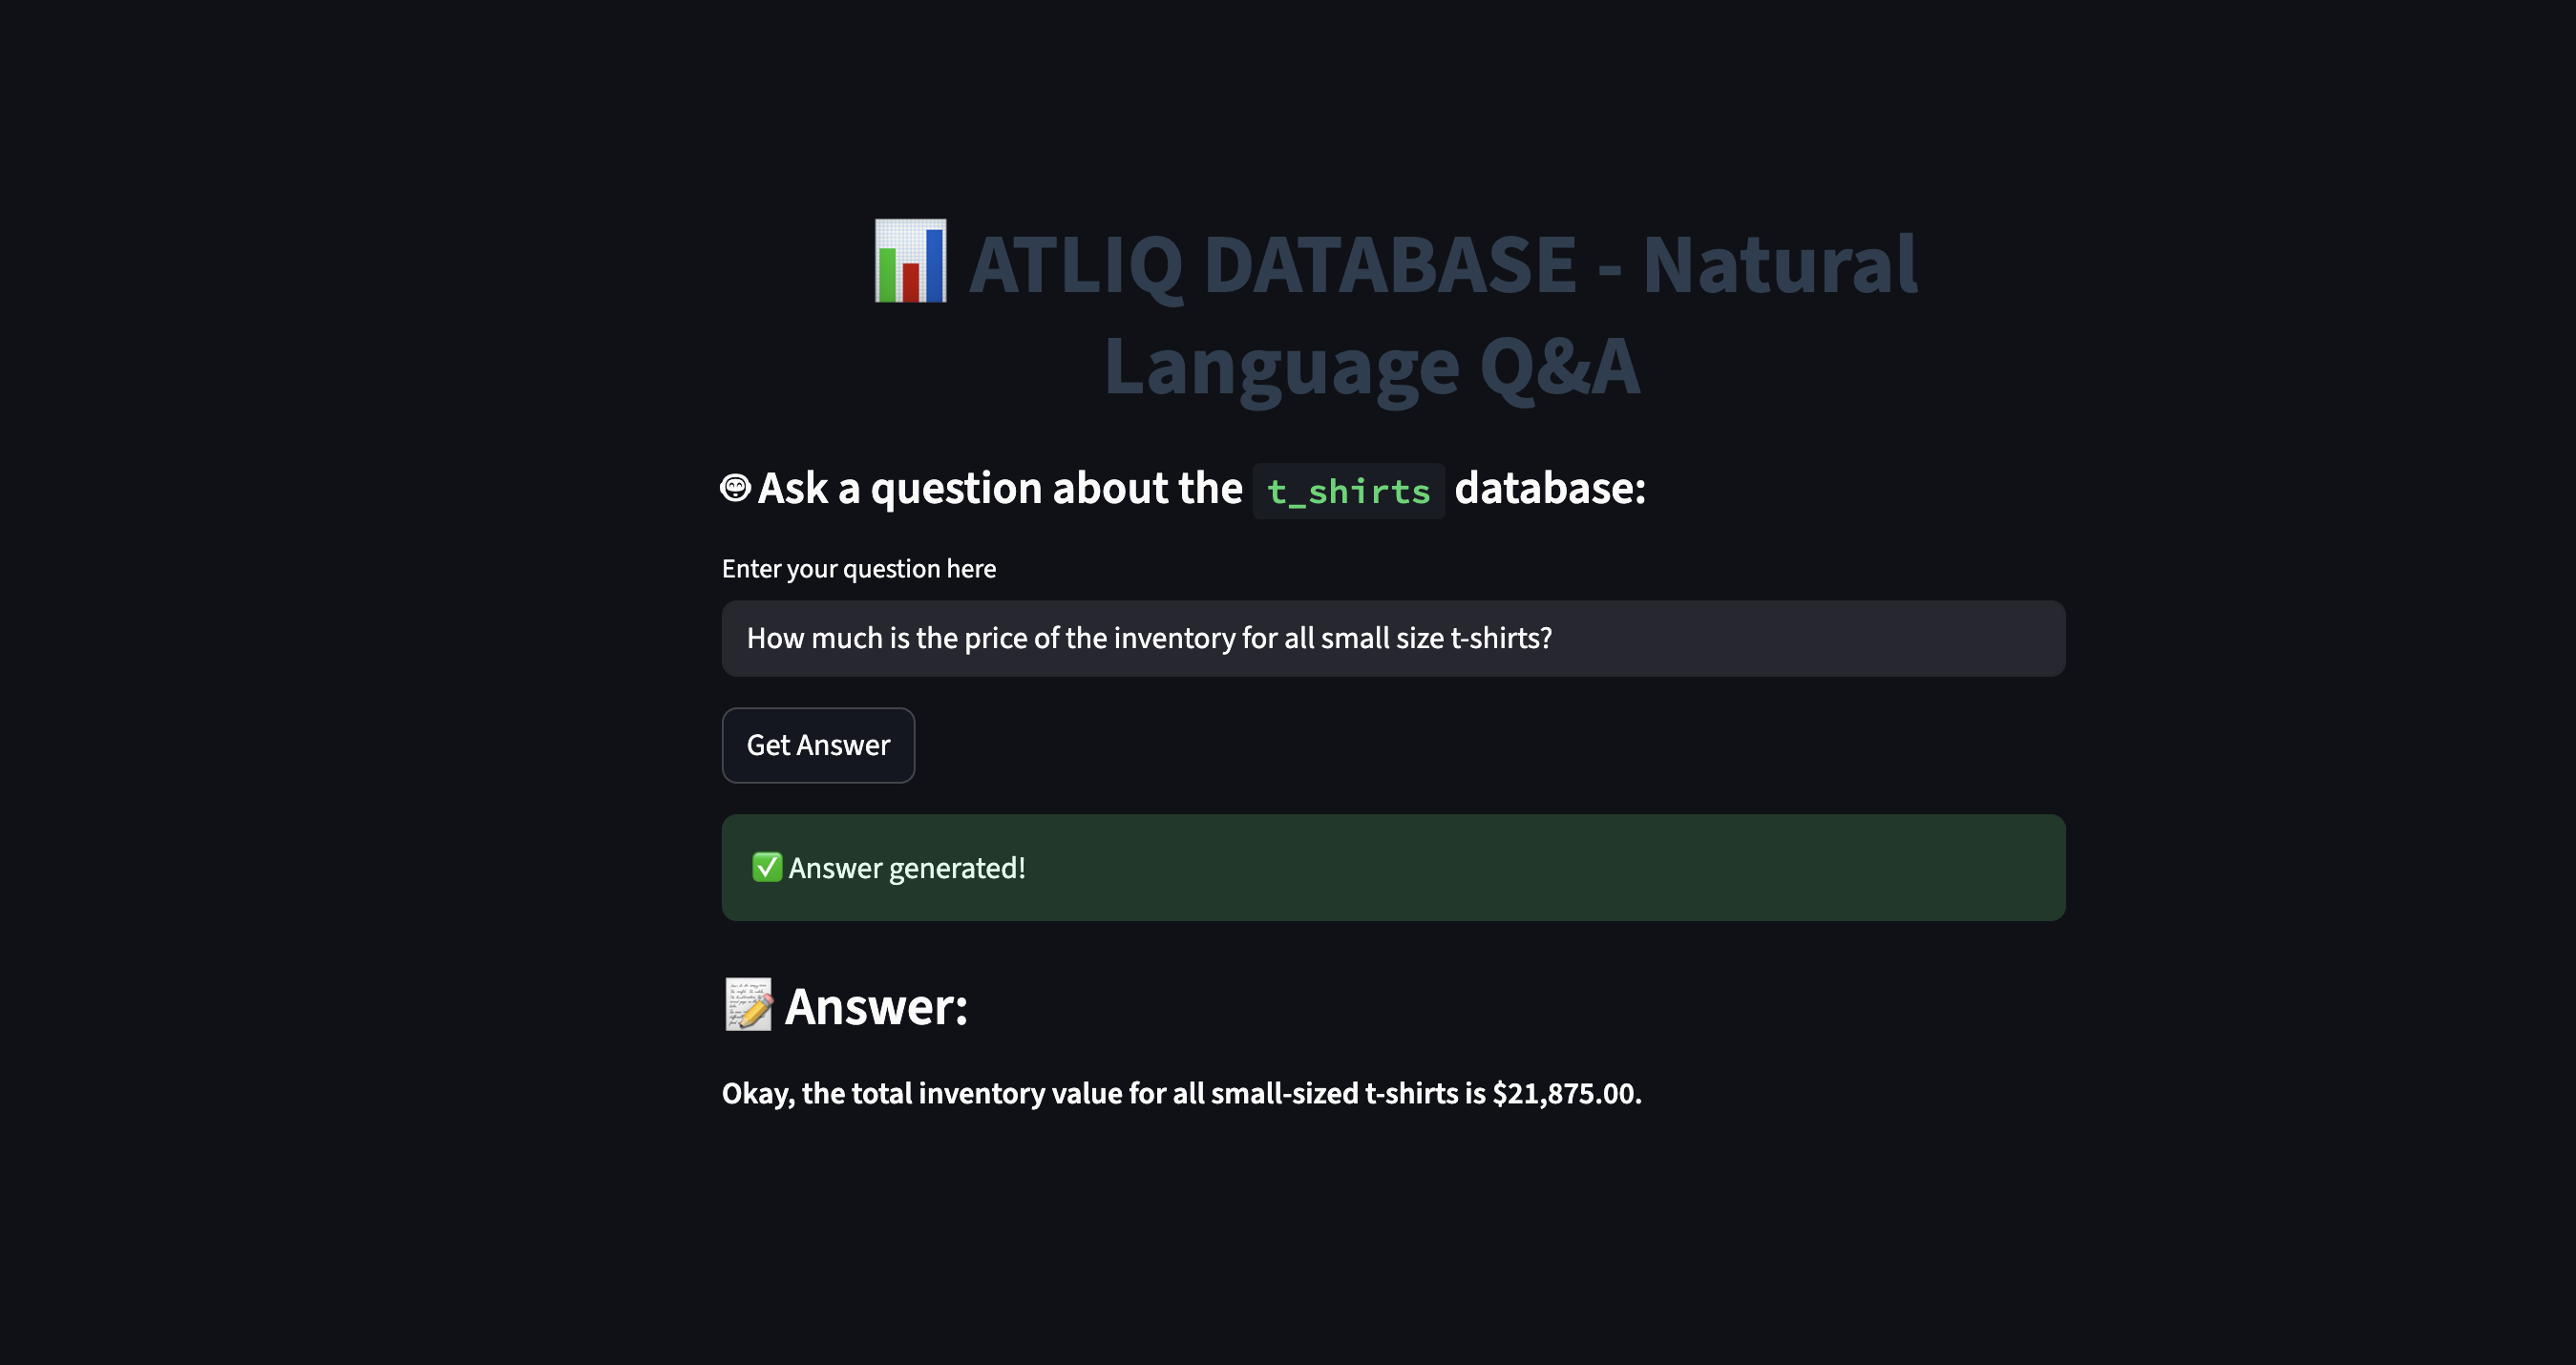 📊 ATLIQ DATABASE - Natural
Language Q&A
Ask a question about the t_shirts database:
Enter your question here
How much is the price of the inventory for all small size t-shirts?
Get Answer
✅ Answer generated!
📝 Answer:
Okay, the total inventory value for all small-sized t-shirts is $21,875.00.